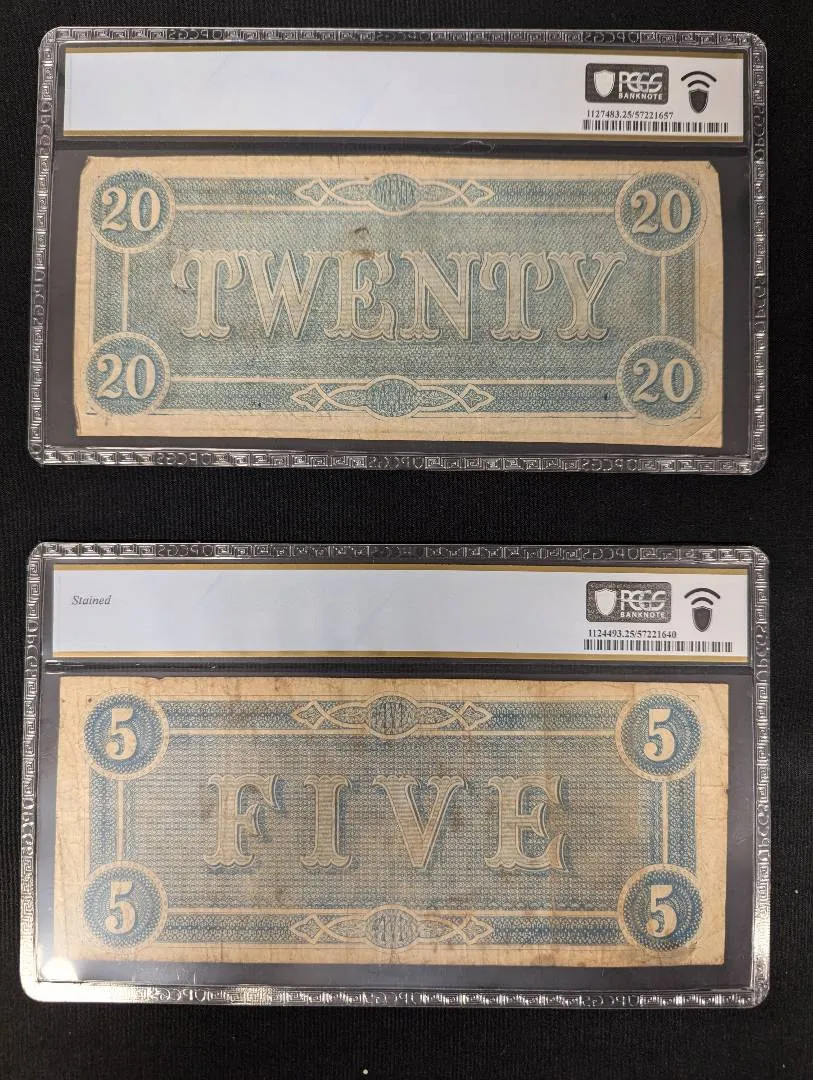 PCGS
BANKNOTE
1127483.25/57221657
20 20
TWENTY
20 20
Stained
PCGS
BANKNOTE
1124493.25/57221640
5 5
FIVE
5 5